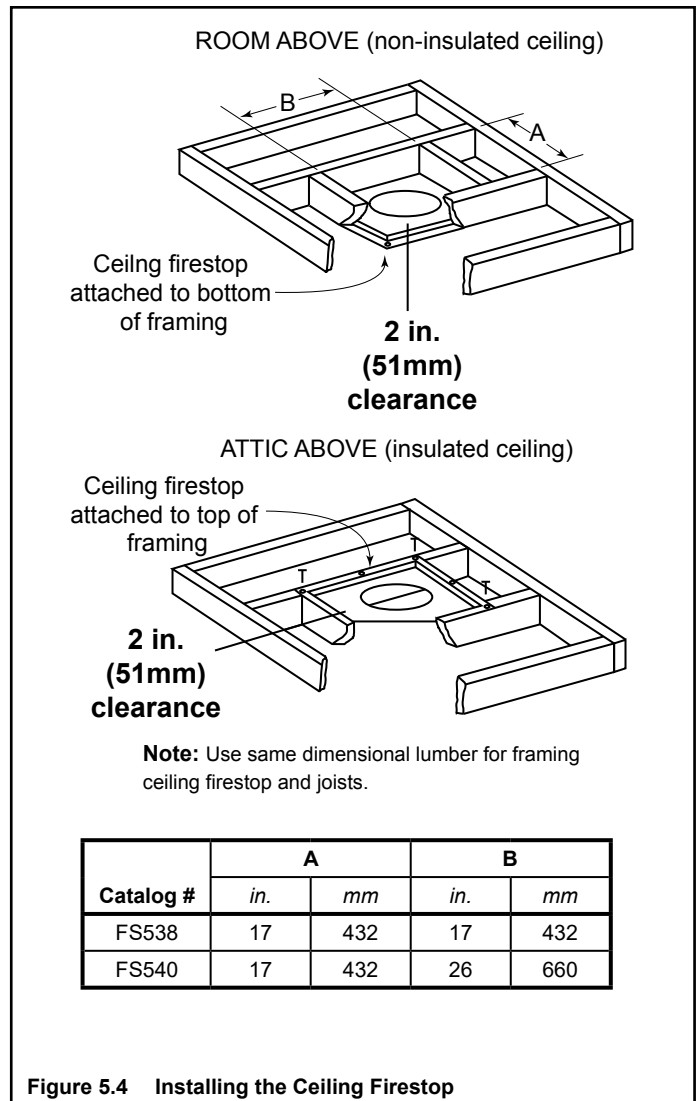 ROOM ABOVE (non-insulated ceiling)
B
A
Ceilng firestop
attached to bottom
of framing
2 in.
(51mm)
clearance
ATTIC ABOVE (insulated ceiling)
Ceiling firestop
attached to top of
framing
2 in.
(51mm)
clearance
Note: Use same dimensional lumber for framing
ceiling firestop and joists.
A B
Catalog # in. mm in. mm
FS538 17 432 17 432
FS540 17 432 26 660
Figure 5.4 Installing the Ceiling Firestop